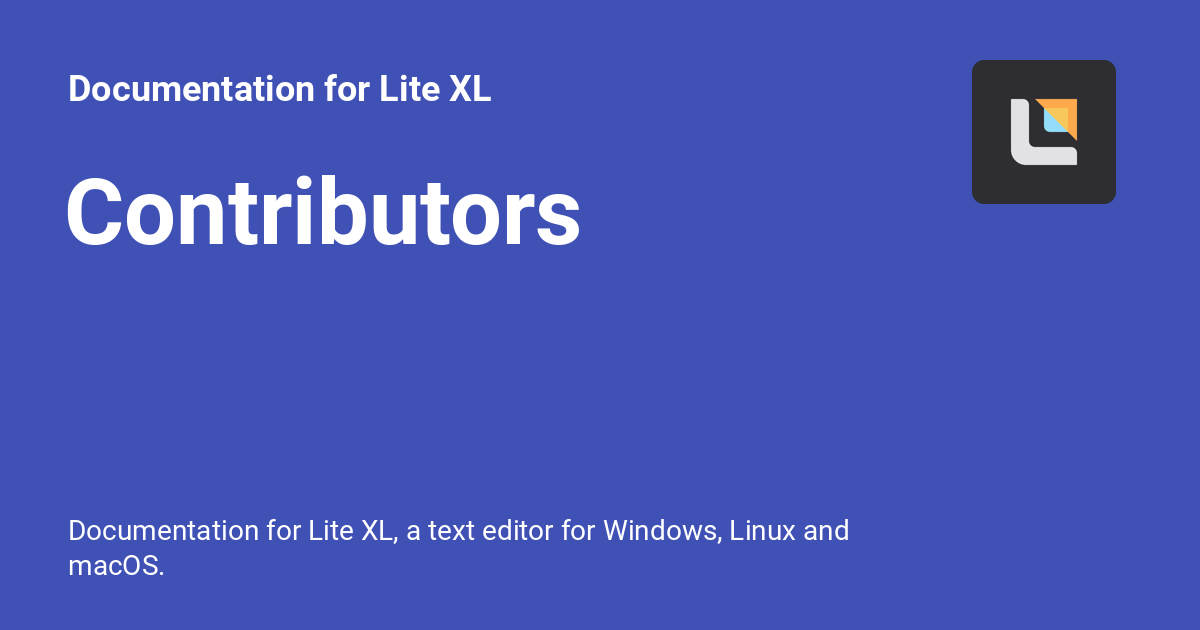 Documentation for Lite XL
Contributors
Documentation for Lite XL, a text editor for Windows, Linux and
macOS.